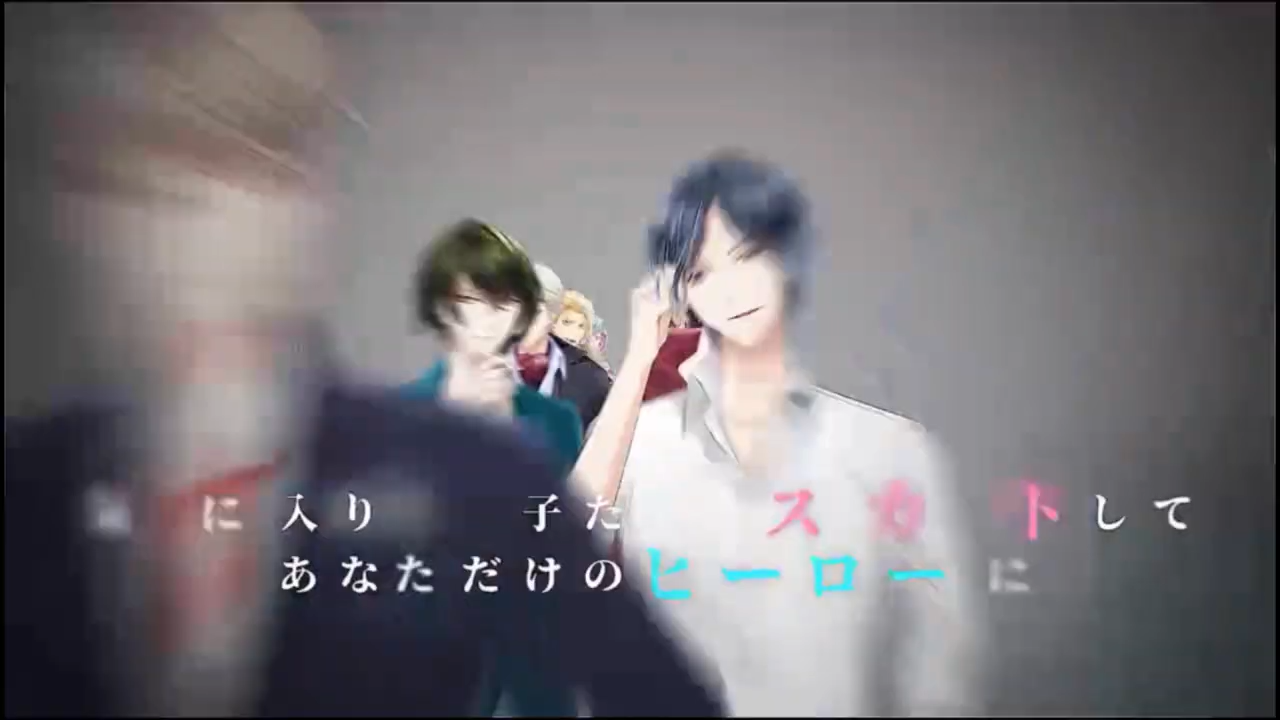 に入り 子た スカ トして
あなただけのヒーローに